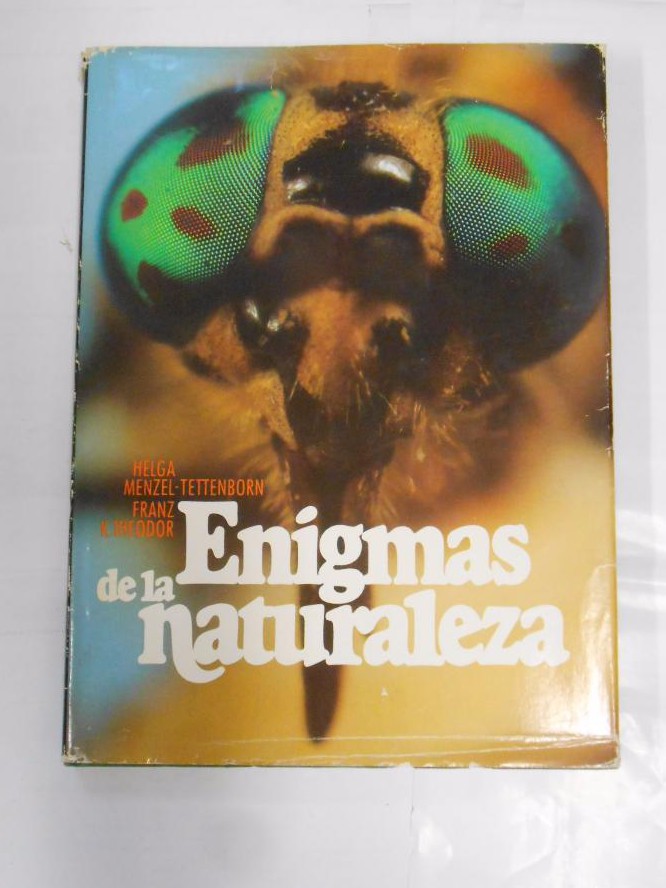 HELGA
MENZEL-TETTENBORN
FRANZ
N. THEODOR
Enigmas
de la
naturaleza